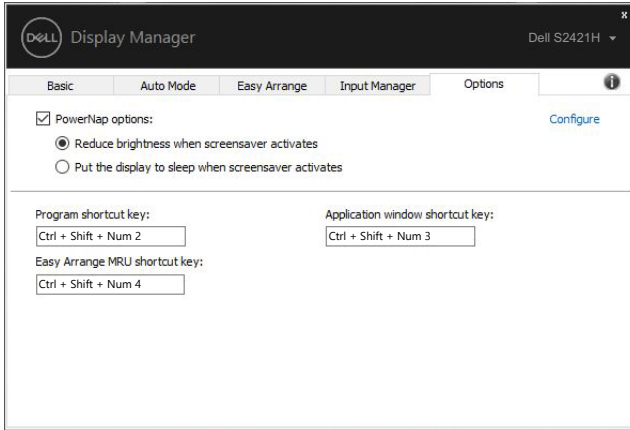 x
DELL Display Manager
Dell S2421H
Basic Auto Mode Easy Arrange Input Manager Options i
PowerNap options: Configure
Reduce brightness when screensaver activates
Put the display to sleep when screensaver activates
Program shortcut key: Application window shortcut key:
Ctrl + Shift + Num 2 Ctrl + Shift + Num 3
Easy Arrange MRU shortcut key:
Ctrl + Shift + Num 4